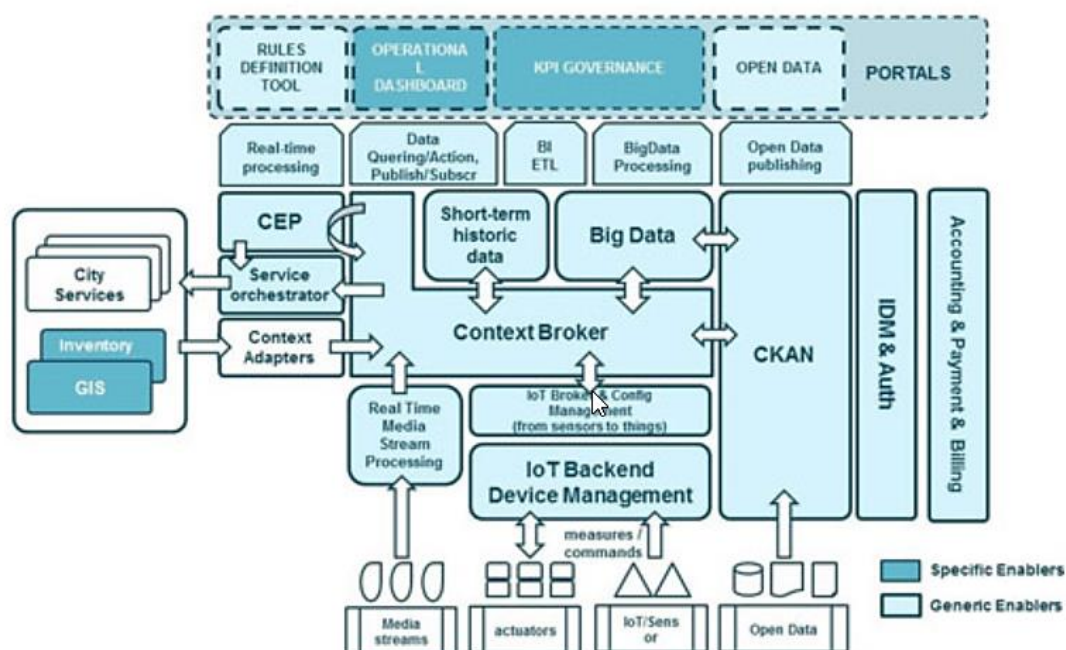 RULES
DEFINITION
TOOL
OPERATIONA
L
DASHBOARD
KPI GOVERNANCE
OPEN DATA
PORTALS
Real-time
processing
Data
Quering/Action,
Publish/Subscr
BI
ETL
BigData
Processing
Open Data
publishing
CEP
Short-term
historic
data
Big Data
City
Services
Service
orchestrator
Inventory
GIS
Context
Adapters
Context Broker
CKAN
IDM & Auth
Accounting & Payment & Billing
Real Time
Media
Stream
Processing
IoT Broker & Config
Management
(from sensors to things)
IoT Backend
Device Management
measures /
commands
Specific Enablers
Generic Enablers
Media
streams
actuators
IoT/Sens
or
Open Data